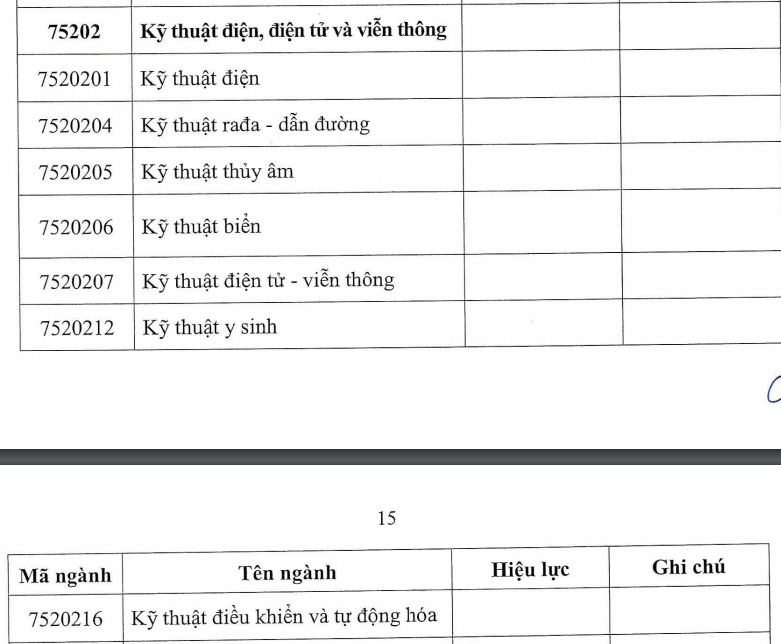 75202 Kỹ thuật điện, điện tử và viễn thông
7520201 Kỹ thuật điện
7520204 Kỹ thuật rađa - dẫn đường
7520205 Kỹ thuật thủy âm
7520206 Kỹ thuật biển
7520207 Kỹ thuật điện tử - viễn thông
7520212 Kỹ thuật y sinh
15
Mã ngành Tên ngành Hiệu lực Ghi chú
7520216 Kỹ thuật điều khiển và tự động hóa